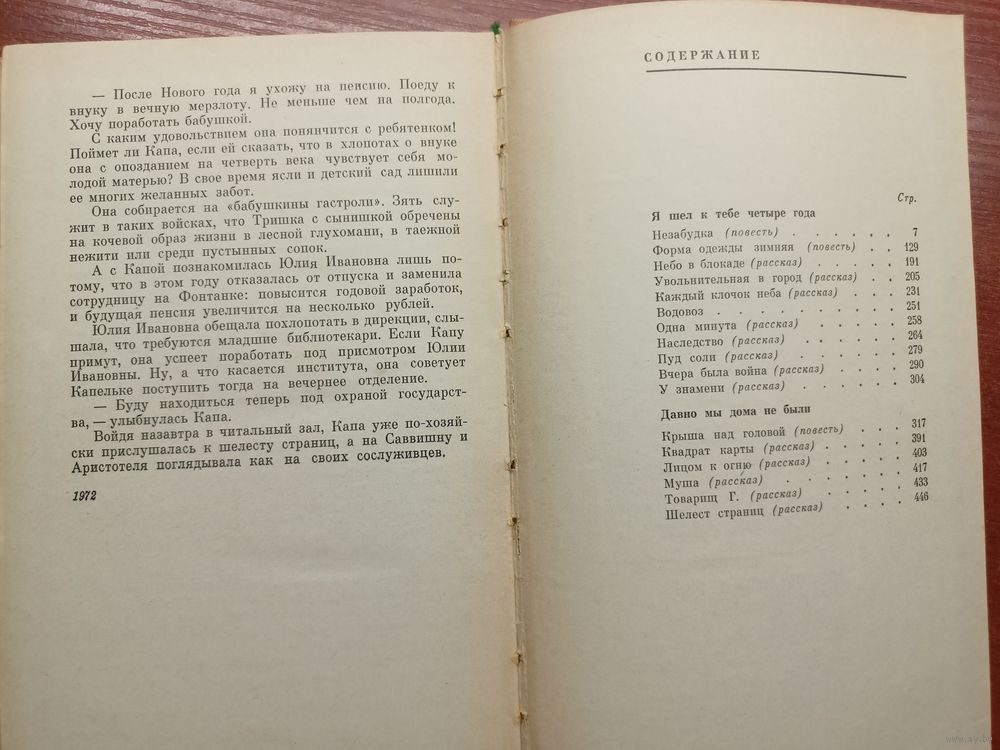 — После Нового года я ухожу на пенсию. Поеду к
внуку в вечную мерзлоту. Не меньше чем на полгода.
Хочу поработать бабушкой.
С каким удовольствием она понянчится с ребятенком!
Поймет ли Капа, если ей сказать, что в хлопотах о внуке
она с опозданием на четверть века чувствует себя мо-
лодой матерью? В свое время ясли и детский сад лишили
ее многих желанных забот.
Она собирается на «бабушкины гастроли». Зять слу-
жит в таких войсках, что Тришка с сынишкой обречены
на кочевой образ жизни в лесной глухомани, в таежной
нежити или среди пустынных сопок.
А с Капой познакомилась Юлия Ивановна лишь по-
тому, что в этом году отказалась от отпуска и заменила
сотрудницу на Фонтанке: повысится годовой заработок,
и будущая пенсия увеличится на несколько рублей.
Юлия Ивановна обещала похлопотать в дирекции, слы-
шала, что требуются младшие библиотекари. Если Капу
примут, она успеет поработать под присмотром Юлии
Ивановны. Ну, а что касается института, она советует
Капельке поступить тогда на вечернее отделение.
— Буду находиться теперь под охраной государст-
ва, — улыбнулась Капа.
Войдя назавтра в читальный зал, Капа уже по-хозяй-
ски прислушалась к шелесту страниц, а на Саввишну и
Аристотеля поглядывала как на своих сослуживцев.
1972
СОДЕРЖАНИЕ
Стр.
Я шел к тебе четыре года
Незабудка (повесть) . . . . . . 7
Форма одежды зимняя (повесть) . . 129
Небо в блокаде (рассказ) . . . . . 191
Увольнительная в город (рассказ) . . 205
Каждый клочок неба (рассказ) . . . 231
Водовоз . . . . . . . . . 251
Одна минута (рассказ) . . . . . 258
Наследство (рассказ) . . . . . . 264
Пуд соли (рассказ) . . . . . . 279
Вчера была война (рассказ) . . . . 290
У знамени (рассказ) . . . . . . 304
Давно мы дома не были
Крыша над головой (повесть) . . . 317
Квадрат карты (рассказ) . . . . . 391
Лицом к огню (рассказ) . . . . . 403
Муша (рассказ) . . . . . . . 417
Товарищ Г. (рассказ) . . . . . 433
Шелест страниц (рассказ) . . . . 446
www.ay.by